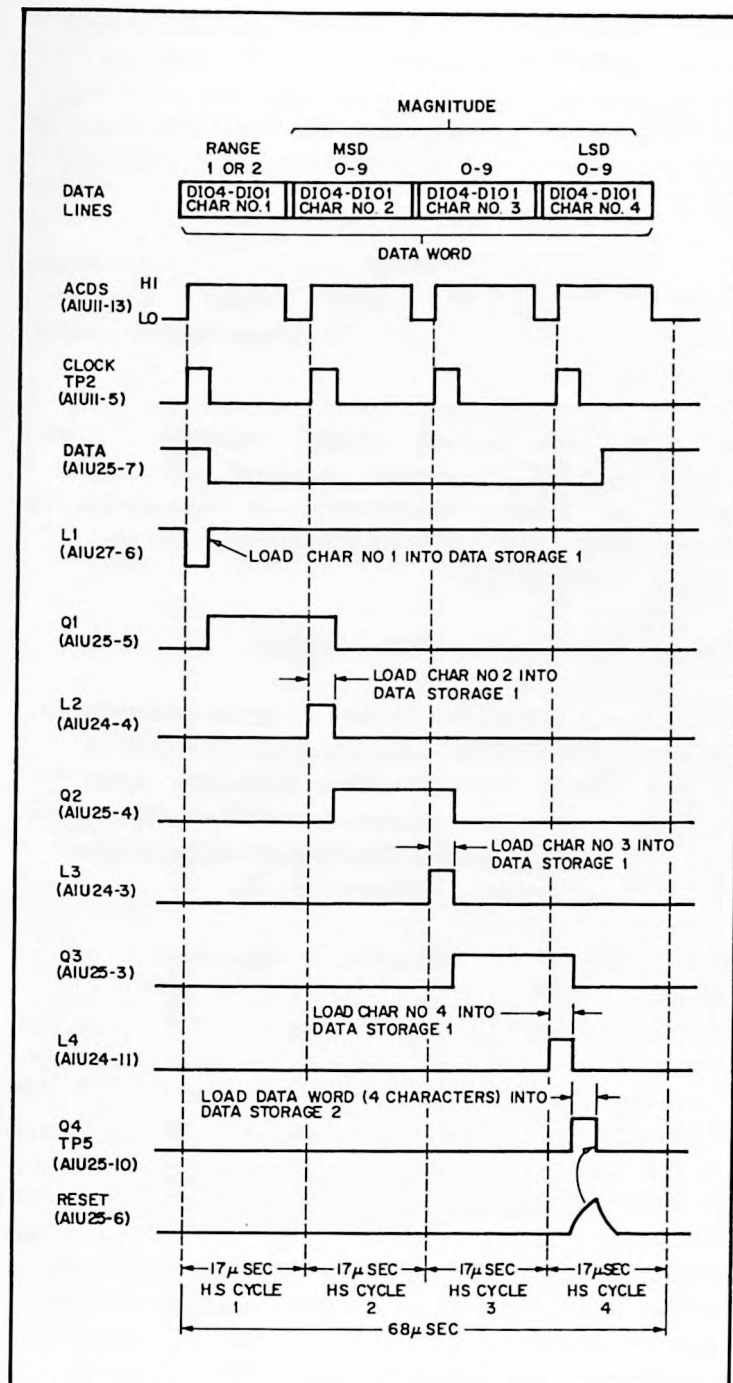 MAGNITUDE
RANGE MSD LSD
1 OR 2 0-9 0-9 0-9
DATA LINES
DIO4-DIO1 DIO4-DIO1 DIO4-DIO1 DIO4-DIO1
CHAR NO.1 CHAR NO. 2 CHAR NO. 3 CHAR NO. 4
DATA WORD
ACDS HI
(AIUII-13) LO
CLOCK
TP2
(AIUII-5)
DATA
(AIU25-7)
L1
(AIU27-6)
LOAD CHAR NO 1 INTO DATA STORAGE 1
Q1
(AIU25-5)
LOAD CHAR NO 2 INTO
DATA STORAGE 1
L2
(AIU24-4)
Q2
(AIU25-4)
LOAD CHAR NO 3 INTO
DATA STORAGE 1
L3
(AIU24-3)
Q3
(AIU25-3)
LOAD CHAR NO 4 INTO
DATA STORAGE 1
L4
(AIU24-11)
LOAD DATA WORD (4 CHARACTERS) INTO
DATA STORAGE 2
Q4
TP5
(AIU25-10)
RESET
(AIU25-6)
17μ SEC 17μ SEC 17μ SEC 17μSEC
HS CYCLE HS CYCLE HS CYCLE HS CYCLE
1 2 3 4
68μSEC